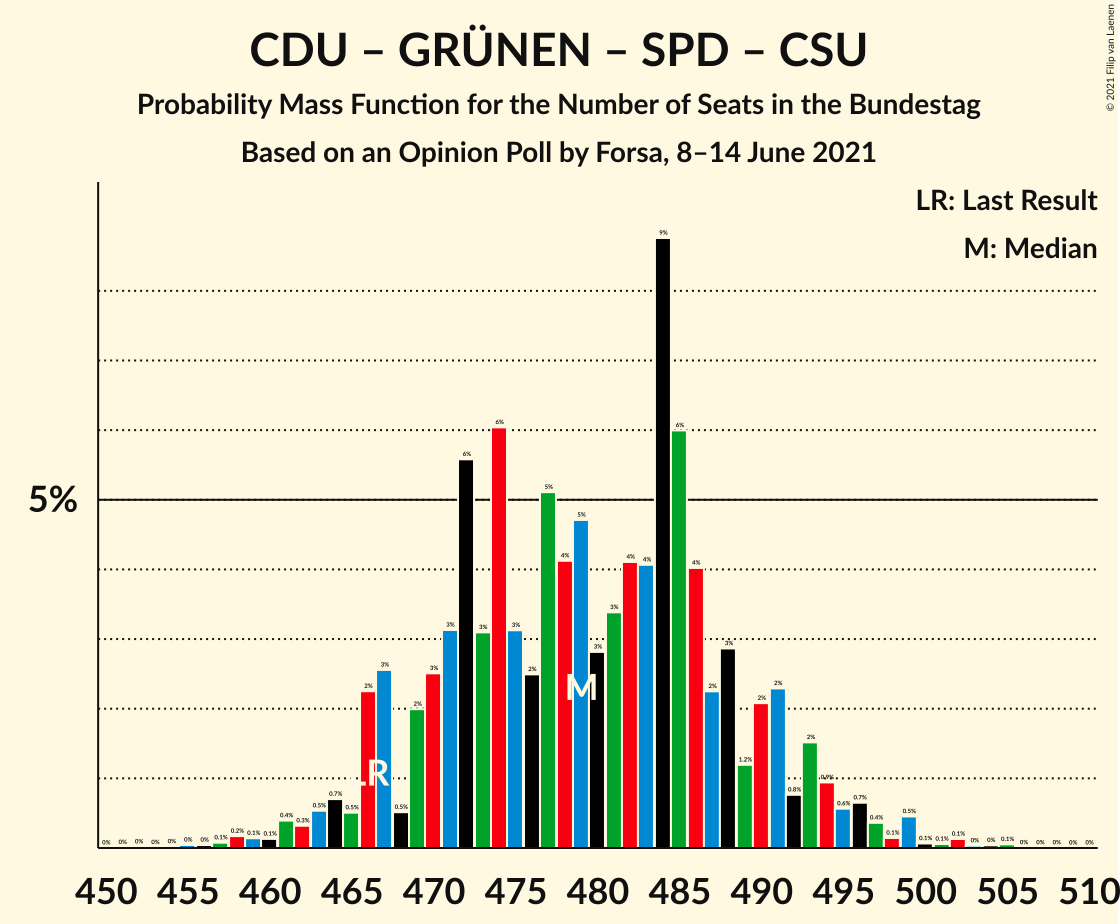 CDU – GRÜNEN – SPD – CSU
Probability Mass Function for the Number of Seats in the Bundestag
Based on an Opinion Poll by Forsa, 8–14 June 2021
© 2021 Filip van Laenen
LR: Last Result
M: Median
5%
0% 0% 0% 0% 0% 0% 0% 0.1% 0.2% 0.1% 0.1% 0.4% 0.3% 0.5% 0.7% 0.5% 2% 3% 0.5% 2% 3% 3% 6% 3% 6% 3% 2% 5% 4% 5% 3% 3% 4% 4% 9% 6% 4% 2% 3% 1.2% 2% 2% 0.8% 2% 0.9% 0.6% 0.7% 0.4% 0.1% 0.5% 0.1% 0.1% 0.1% 0% 0% 0.1% 0% 0% 0% 0% 0%
LR
M
450 455 460 465 470 475 480 485 490 495 500 505 510